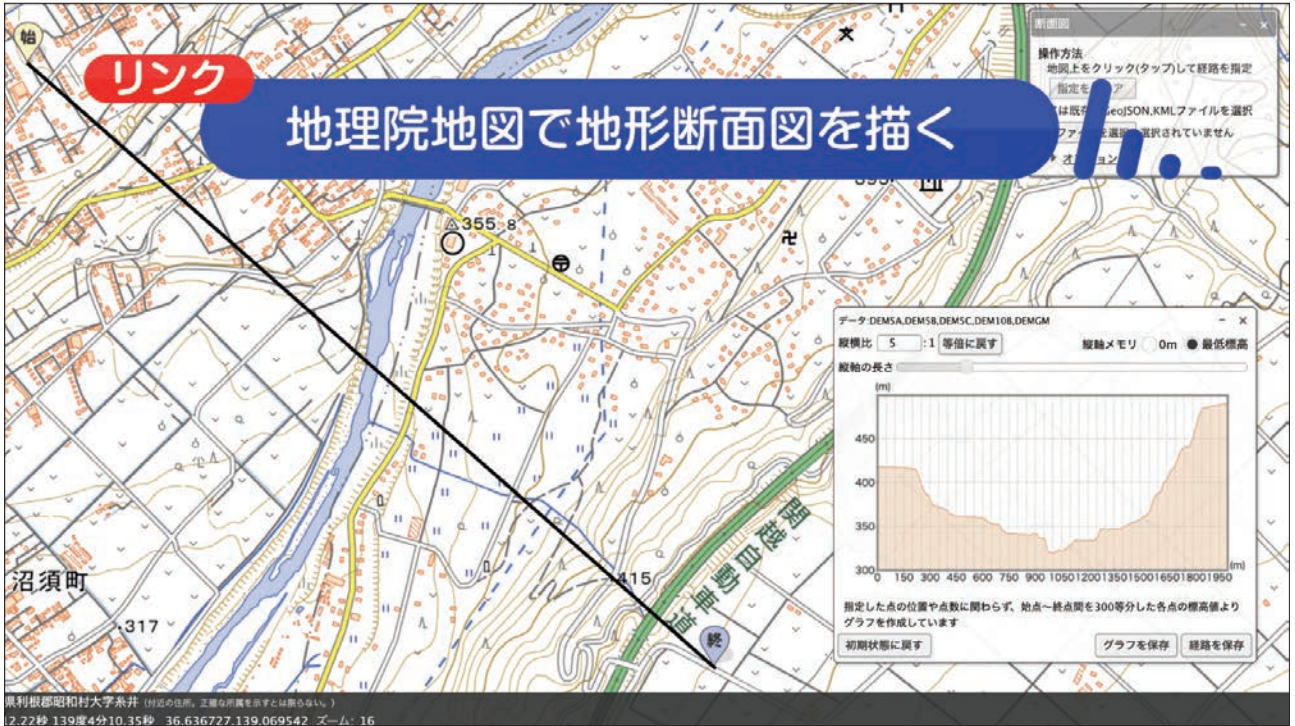 始
断面図
リンク
操作方法
地図上をクリック(タップ)して経路を指定
地理院地図で地形断面図を描く
GeoJSON,KMLファイルを選択
選択されていません
355.8
データ:DEM5A,DEM5B,DEM5C,DEM10B,DEMGM
縦横比 5 :1 等倍に戻す 縦軸メモリ 0m 最低標高
縦軸の長さ
(m)
450
400
350
300
0 150 300 450 600 750 900 1050 1200 1350 1500 1650 1800 1950
(m)
関越自動車道
415
沼須町
317
終
指定した点の位置や点数に関わらず、始点~終点間を300等分した各点の標高値より
グラフを作成しています
初期状態に戻す グラフを保存 経路を保存
県利根郡昭和村大字糸井 (付近の住所。正確な所属を示すとは限らない。)
2.22秒 139度4分10.35秒 36.636727,139.069542 ズーム: 16